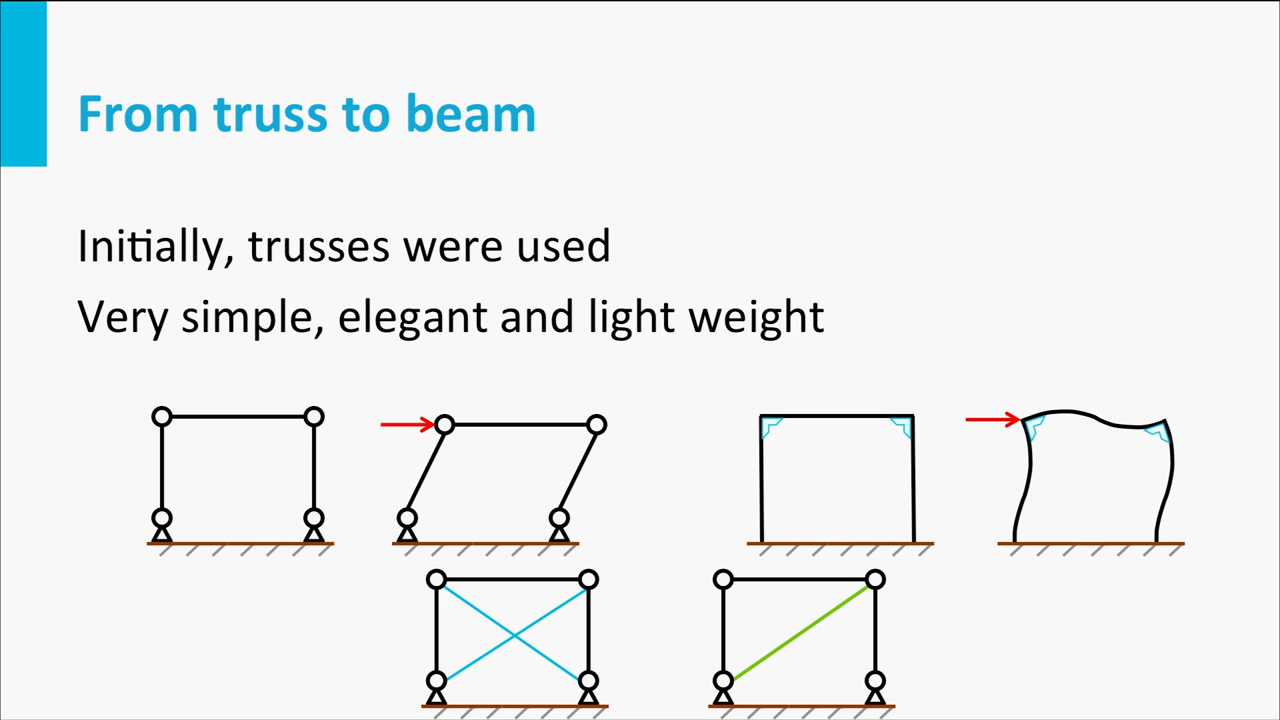 From truss to beam
Initially, trusses were used
Very simple, elegant and light weight